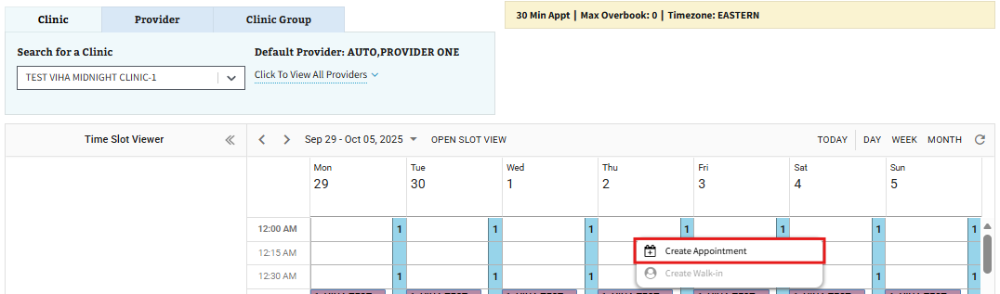 Clinic
Provider
Clinic Group
30 Min Appt | Max Overbook: 0 | Timezone: EASTERN
Search for a Clinic
Default Provider: AUTO,PROVIDER ONE
TEST VIHA MIDNIGHT CLINIC-1
Click To View All Providers
Time Slot Viewer
Sep 29 - Oct 05, 2025
OPEN SLOT VIEW
TODAY
DAY
WEEK
MONTH
Mon Tue Wed Thu Fri Sat Sun
29 30 1 2 3 4 5
12:00 AM 1 1 1 1 1 1 1
12:15 AM
Create Appointment
12:30 AM 1 1 1 1 1
Create Walk-in